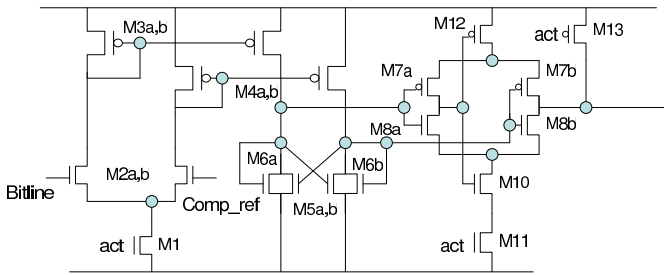 M3a,b
M12
act
M13
M7a
M7b
M4a,b
M8a
M8b
M6a
M6b
M2a,b
Bitline
Comp_ref
M5a,b
M10
act
M1
act
M11